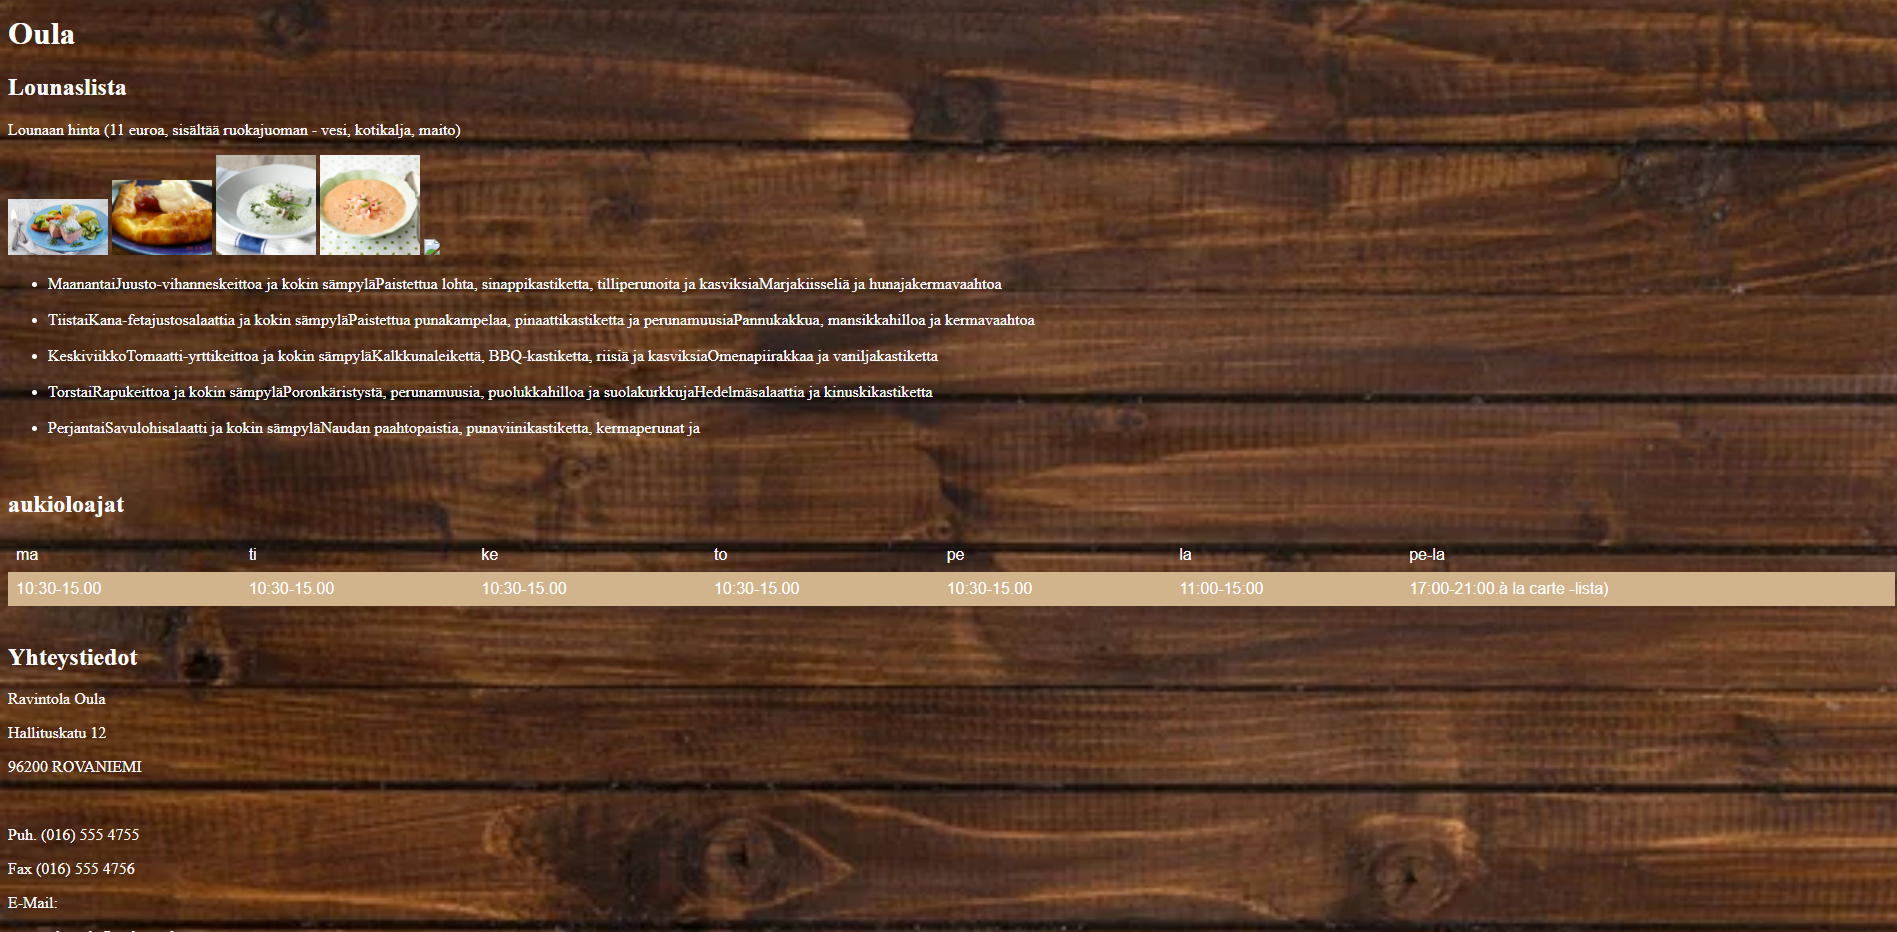 Oula
Lounaslista
Lounaan hinta (11 euroa, sisältää ruokajuoman - vesi, kotikalja, maito)
MaanantaiJuusto-vihanneskeittoa ja kokin sämpyläPaistettua lohta, sinappikastiketta, tilliperunoita ja kasviksiaMarjakiisseliä ja hunajakermavaahtoa
TiistaiKana-fetajustosalaattia ja kokin sämpyläPaistettua punakampelaa, pinaattikastiketta ja perunamuusiaPannukakkua, mansikkahilloa ja kermavaahtoa
KeskiviikkoTomaatti-yrttikeittoa ja kokin sämpyläKalkkunaleikettä, BBQ-kastiketta, riisiä ja kasviksiaOmenapiirakkaa ja vaniljakastiketta
TorstaiRapukeittoa ja kokin sämpyläPoronkäristystä, perunamuusia, puolukkahilloa ja suolakurkkujaHedelmäsalaattia ja kinuskikastiketta
PerjantaiSavulohisalaatti ja kokin sämpyläNaudan paahtopaistia, punaviinikastiketta, kermaperunat ja
aukioloajat
ma ti ke to pe la pe-la
10:30-15.00 10:30-15.00 10:30-15.00 10:30-15.00 10:30-15.00 11:00-15:00 17:00-21:00.à la carte -lista)
Yhteystiedot
Ravintola Oula
Hallituskatu 12
96200 ROVANIEMI
Puh. (016) 555 4755
Fax (016) 555 4756
E-Mail: